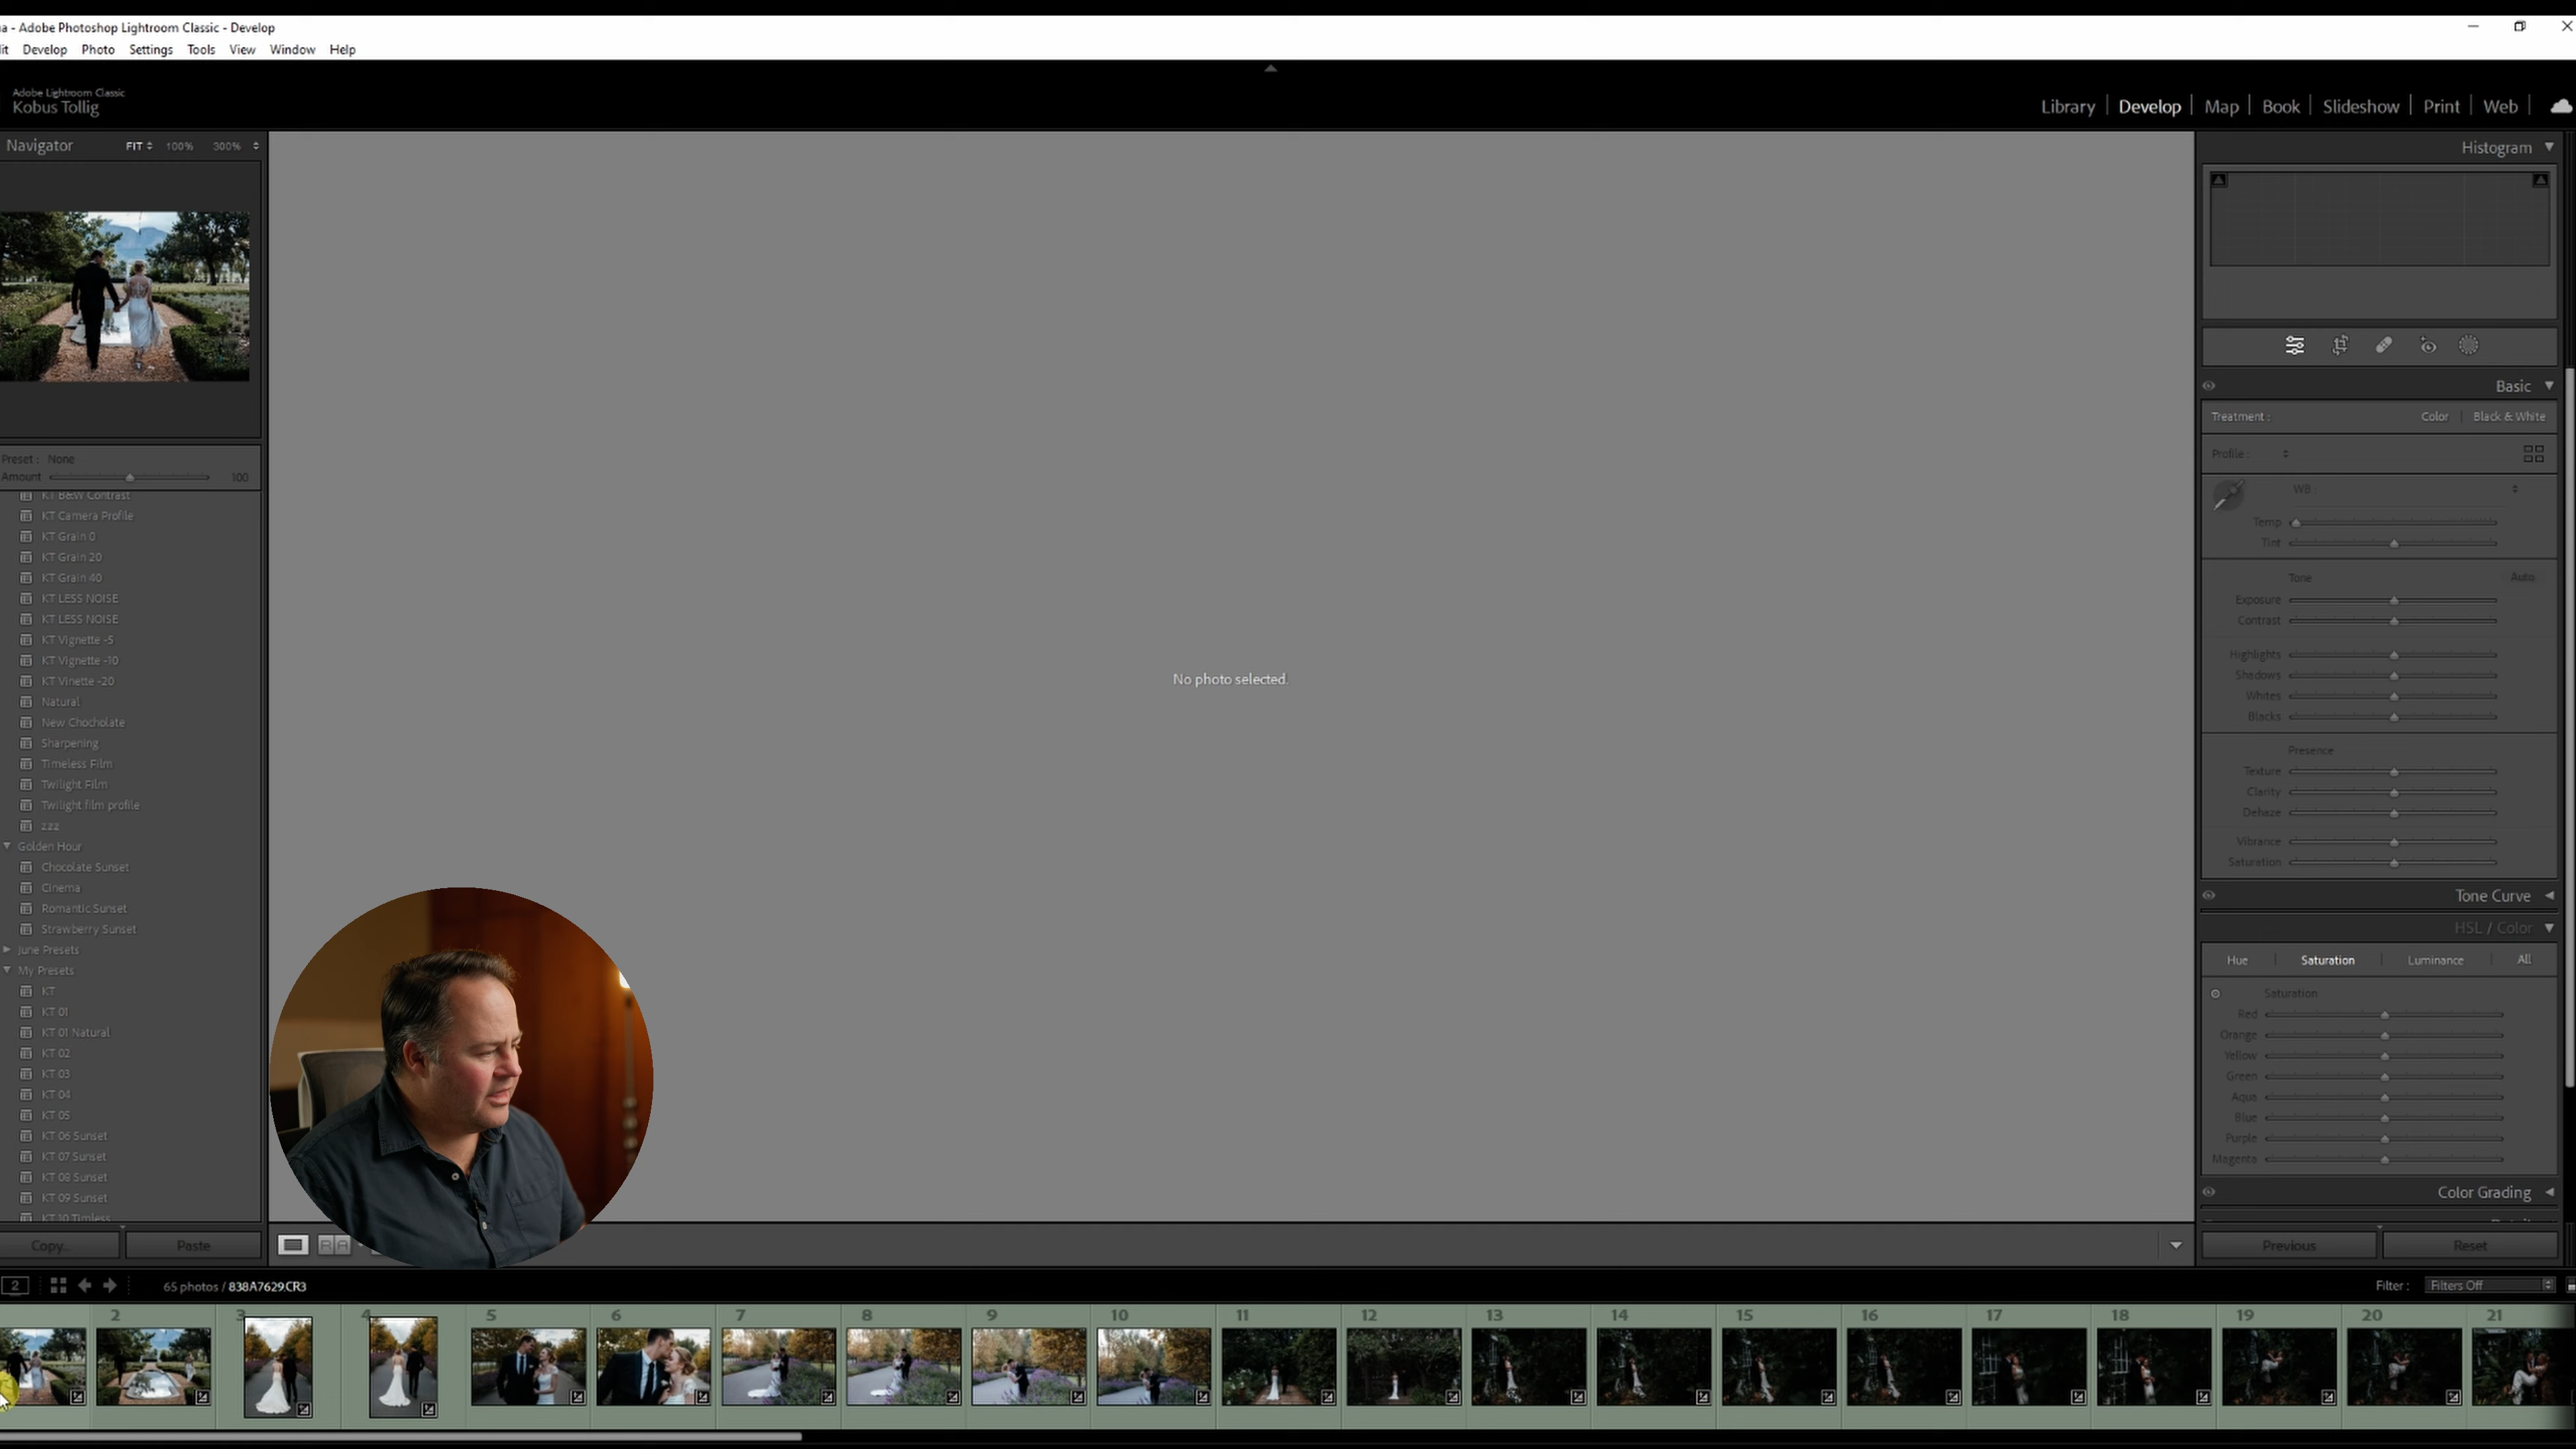 a - Adobe Photoshop Lightroom Classic - Develop
it Develop Photo Settings Tools View Window Help
Adobe Lightroom Classic
Kobus Tollig
Library | Develop | Map | Book | Slideshow | Print | Web |
Navigator FIT 100% 300%
Histogram
Preset : None
Amount 100
KT B&W Contrast
KT Camera Profile
KT Grain 0
KT Grain 20
KT Grain 40
KT LESS NOISE
KT LESS NOISE
KT Vignette -5
KT Vignette -10
KT Vinette -20
Natural
New Chocholate
Sharpening
Timeless Film
Twilight Film
Twilight film profile
zzz
Golden Hour
Chocolate Sunset
Cinema
Romantic Sunset
Strawberry Sunset
June Presets
My Presets
KT
KT 01
KT 01 Natural
KT 02
KT 03
KT 04
KT 05
KT 06 Sunset
KT 07 Sunset
KT 08 Sunset
KT 09 Sunset
KT 10 Timless
Copy... Paste
No photo selected.
Basic
Treatment : Color | Black & White
Profile :
WB :
Temp
Tint
Tone Auto
Exposure
Contrast
Highlights
Shadows
Whites
Blacks
Presence
Texture
Clarity
Dehaze
Vibrance
Saturation
Tone Curve
HSL / Color
Hue | Saturation | Luminance | All
Saturation
Red
Orange
Yellow
Green
Aqua
Blue
Purple
Magenta
Color Grading
Previous Reset
2 65 photos / 838A7629.CR3 Filter : Filters Off
2 3 4 5 6 7 8 9 10 11 12 13 14 15 16 17 18 19 20 21